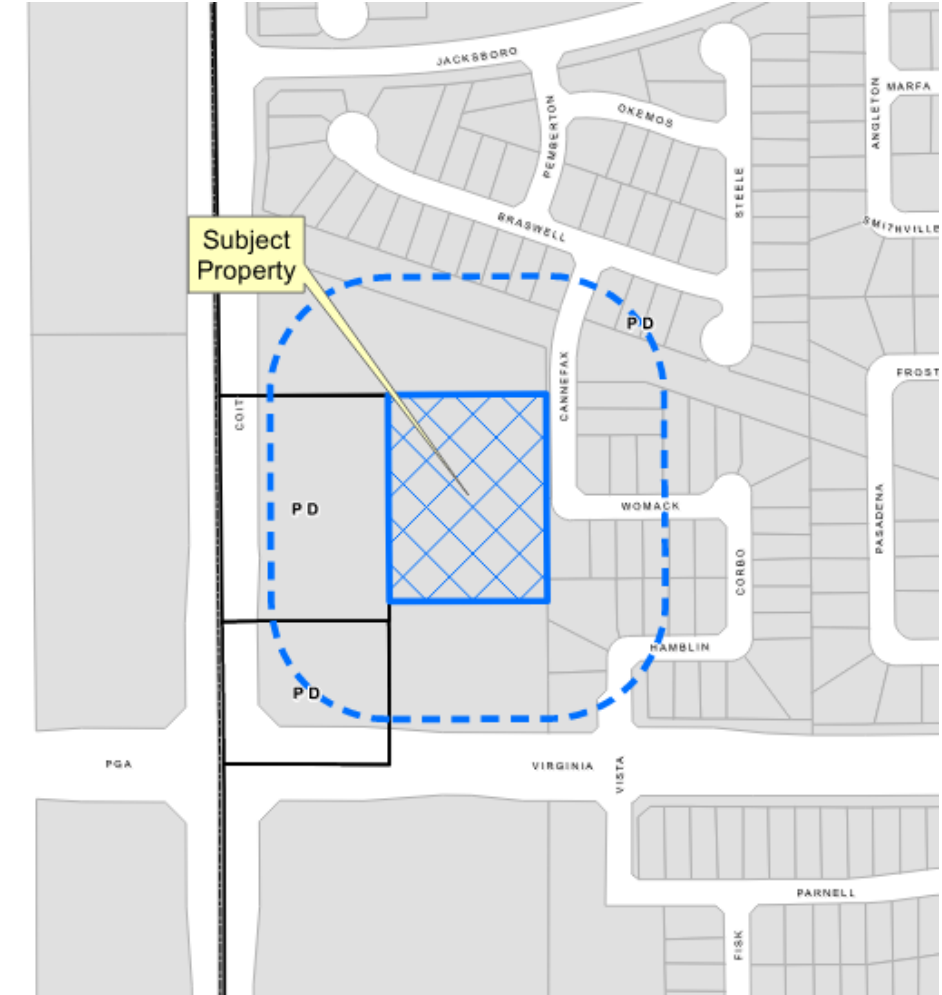 JACKSBORO
OKEMOS
MARFA
ANGLETON
PEMBERTON
STEELE
BRASWELL
SMITHVILLE
Subject
Property
PD
CANNEFAX
FROST
COIT
PD
WOMACK
PASADENA
CORBO
HAMBLIN
PD
PGA
VIRGINIA
VISTA
PARNELL
FISK